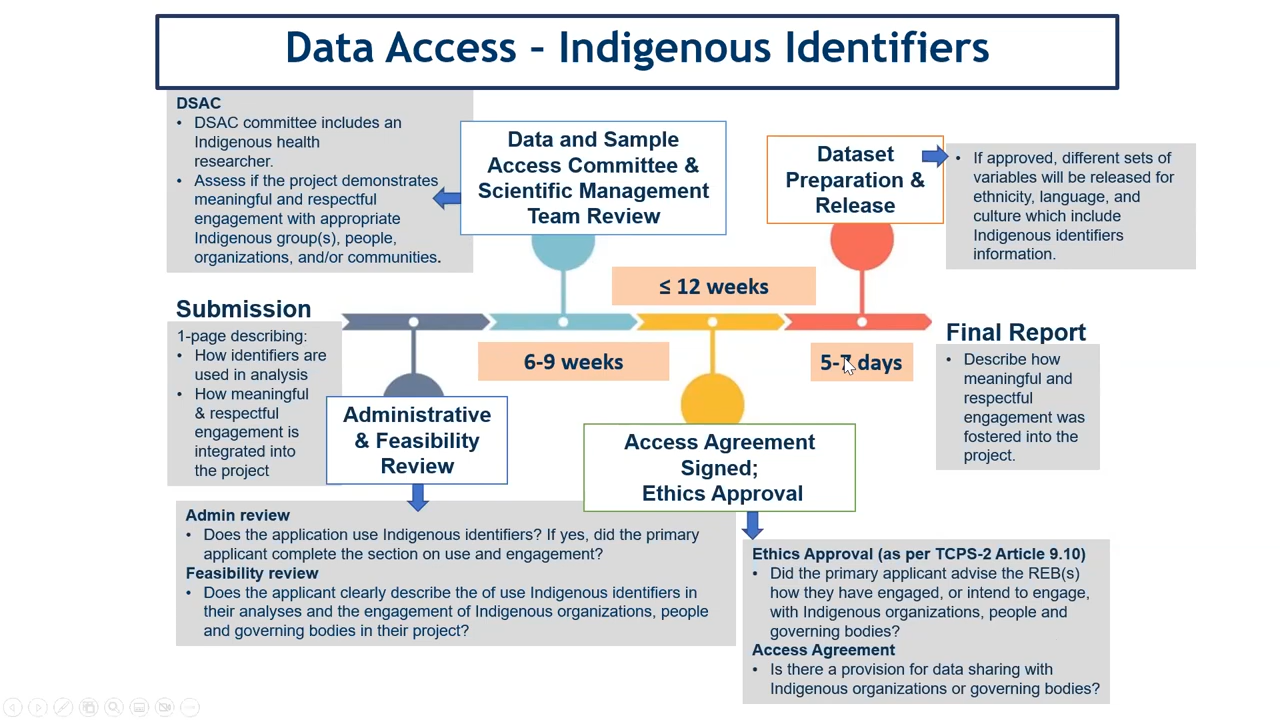 Data Access – Indigenous Identifiers
DSAC
• DSAC committee includes an
Indigenous health
researcher.
• Assess if the project demonstrates
meaningful and respectful
engagement with appropriate
Indigenous group(s), people,
organizations, and/or communities.
Data and Sample
Access Committee &
Scientific Management
Team Review
Dataset
Preparation &
Release
• If approved, different sets of
variables will be released for
ethnicity, language, and
culture which include
Indigenous identifiers
information.
≤ 12 weeks
Submission
1-page describing:
• How identifiers are
used in analysis
• How meaningful
& respectful
engagement is
integrated into
the project
6-9 weeks
5-7 days
Final Report
• Describe how
meaningful and
respectful
engagement was
fostered into the
project.
Administrative
& Feasibility
Review
Access Agreement
Signed;
Ethics Approval
Admin review
• Does the application use Indigenous identifiers? If yes, did the primary
applicant complete the section on use and engagement?
Feasibility review
• Does the applicant clearly describe the of use Indigenous identifiers in
their analyses and the engagement of Indigenous organizations, people
and governing bodies in their project?
Ethics Approval (as per TCPS-2 Article 9.10)
• Did the primary applicant advise the REB(s)
how they have engaged, or intend to engage,
with Indigenous organizations, people and
governing bodies?
Access Agreement
• Is there a provision for data sharing with
Indigenous organizations or governing bodies?